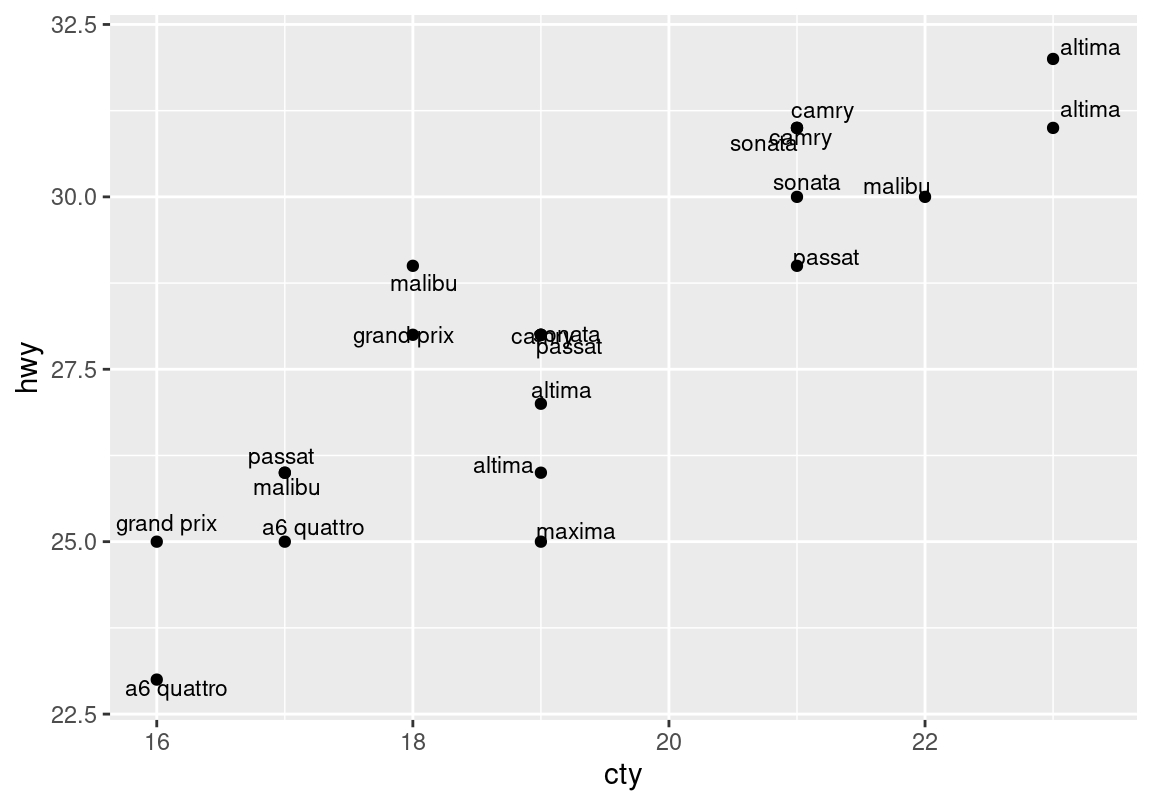 32.5
altima
altima
camry
camry
sonata
sonata
malibu
30.0
passat
malibu
grand prix
sonata
camry
passat
hwy
27.5
altima
passat
altima
malibu
grand prix
a6 quattro
maxima
25.0
a6 quattro
22.5
16
18
20
22
cty